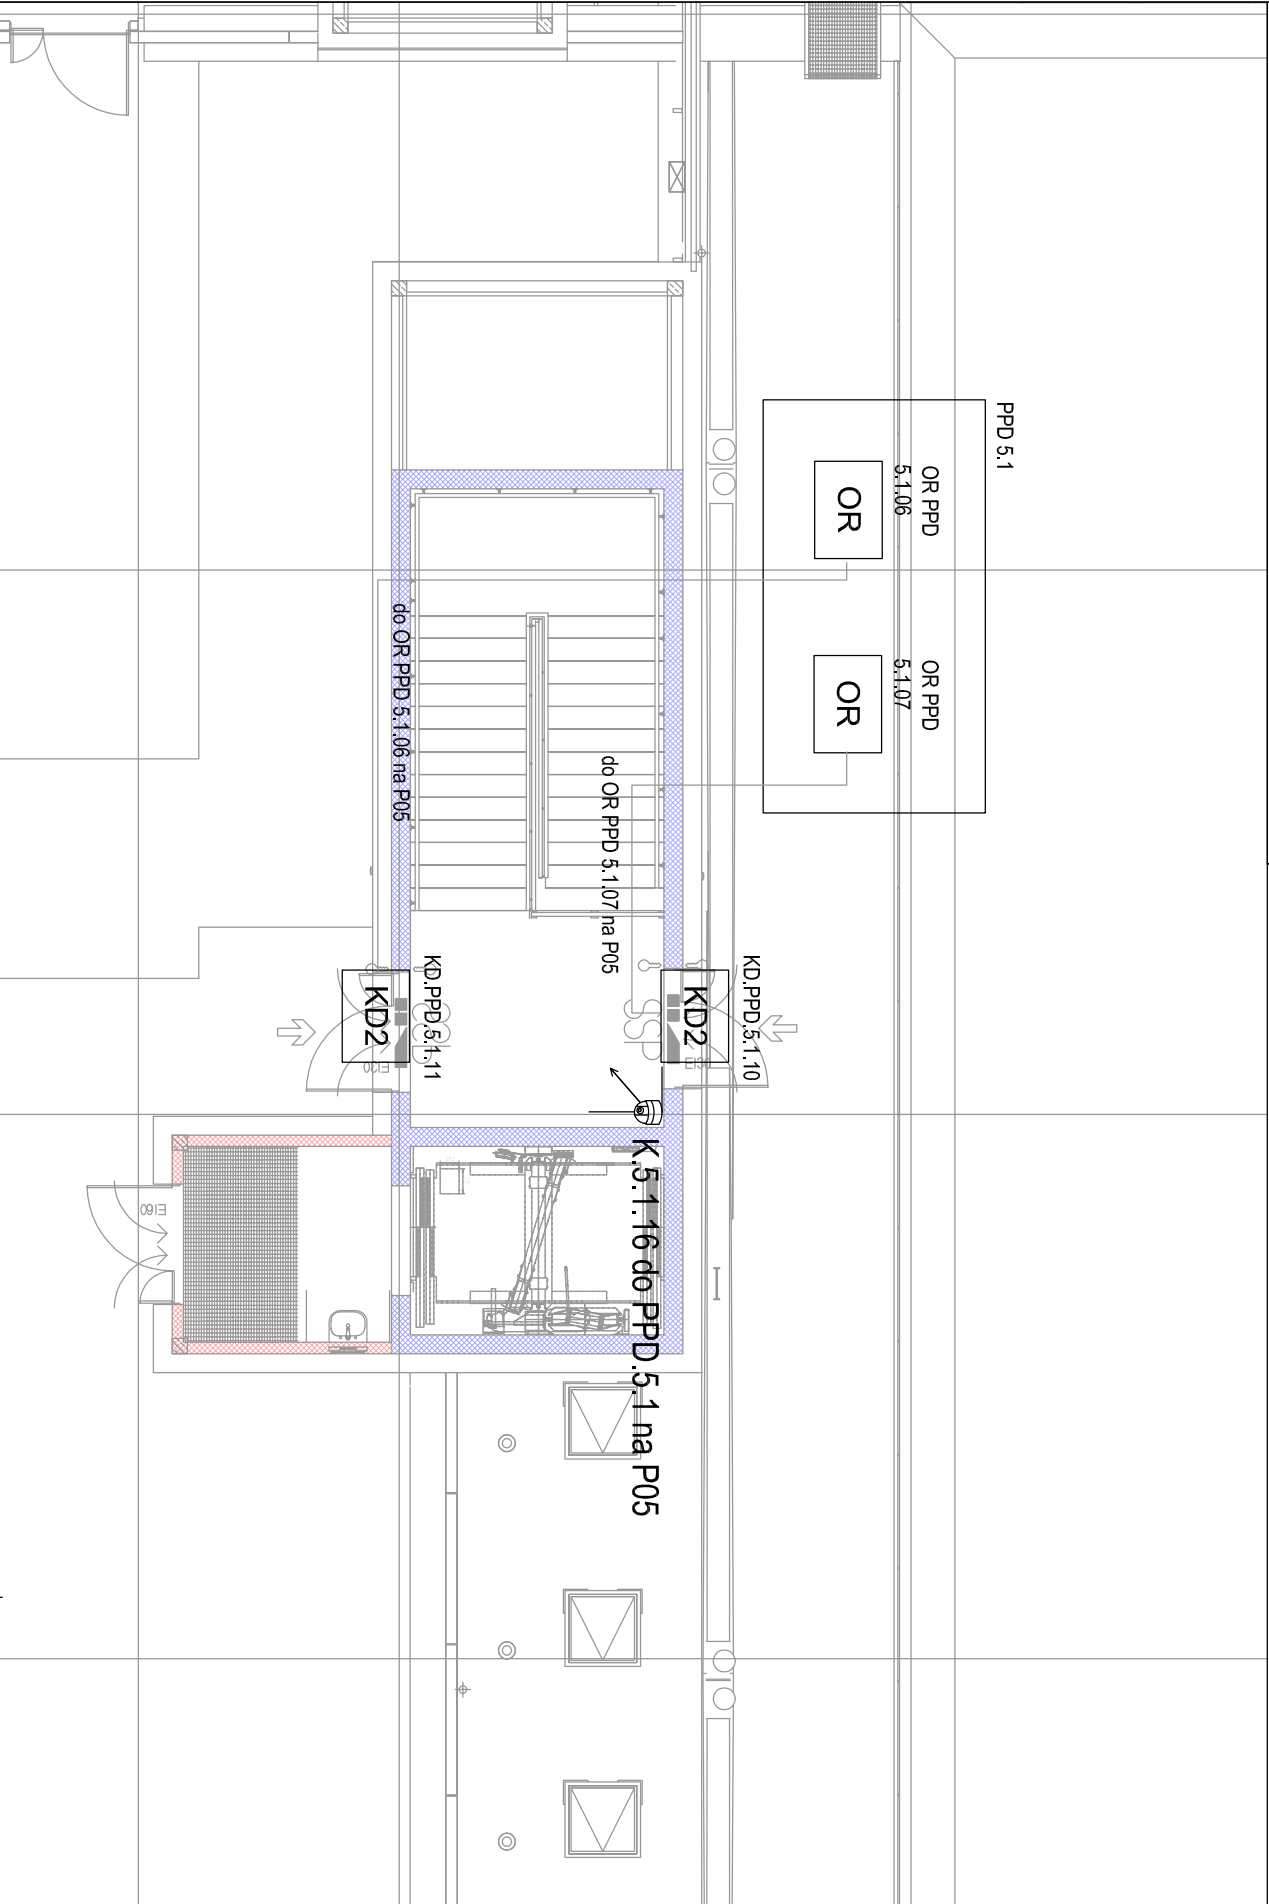 PPD 5.1
OR PPD
5.1.06
OR
OR PPD
5.1.07
OR
do OR PPD 5.1.06 na P05
do OR PPD 5.1.07 na P05
KD.PPD.5.1.10
KD2
EI30
KD.PPD.5.1.11
KD2
EI30
K.5.1.16 do PPD.5.1 na P05
EI60